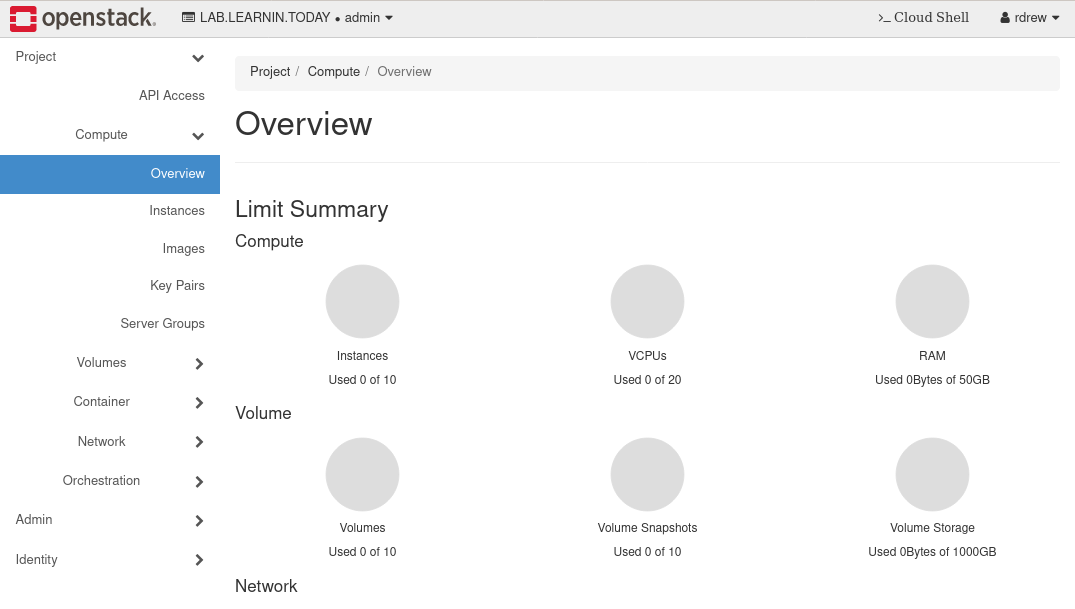 openstack. LAB.LEARNIN.TODAY • admin >_ Cloud Shell rdrew
Project
API Access
Compute
Overview
Instances
Images
Key Pairs
Server Groups
Volumes
Container
Network
Orchestration
Admin
Identity
Project / Compute / Overview
Overview
Limit Summary
Compute
Instances
Used 0 of 10
VCPUs
Used 0 of 20
RAM
Used 0Bytes of 50GB
Volume
Volumes
Used 0 of 10
Volume Snapshots
Used 0 of 10
Volume Storage
Used 0Bytes of 1000GB
Network